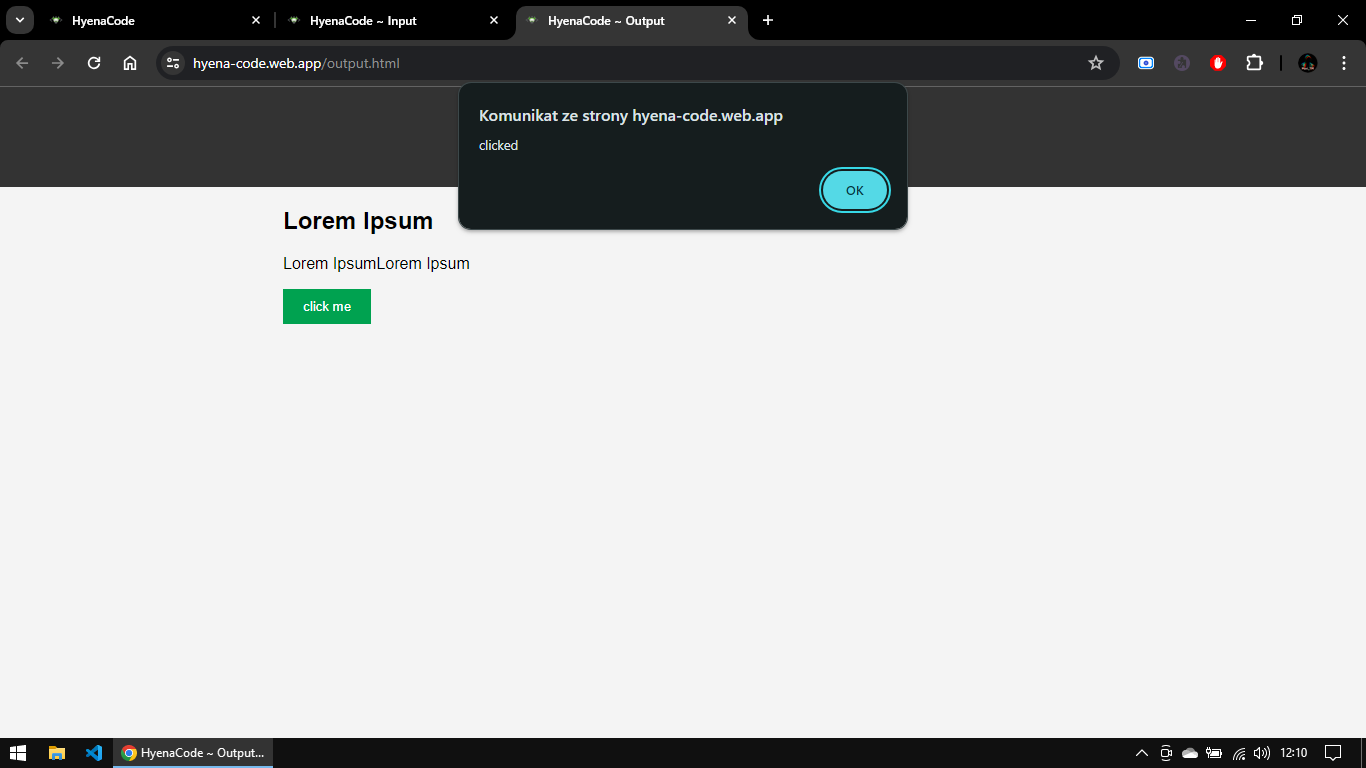 HyenaCode
HyenaCode ~ Input
HyenaCode ~ Output
hyena-code.web.app/output.html
Komunikat ze strony hyena-code.web.app
clicked
OK
Lorem Ipsum
Lorem IpsumLorem Ipsum
click me
HyenaCode ~ Output...
12:10